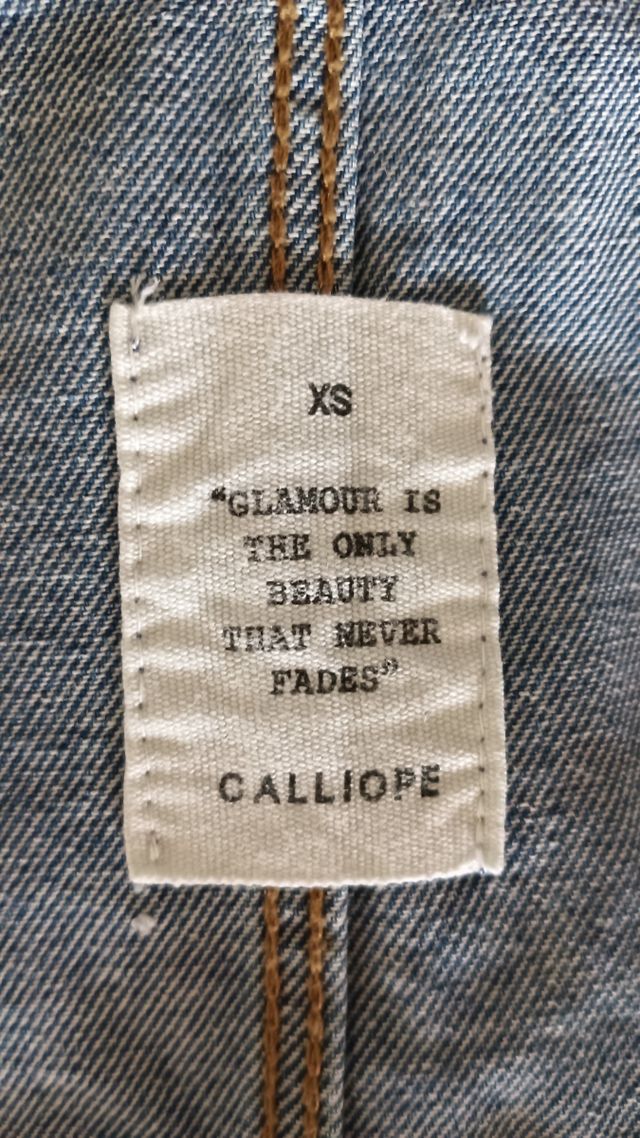 XS
“GLAMOUR IS
THE ONLY
BEAUTY
THAT NEVER
FADES”
CALLIOPE